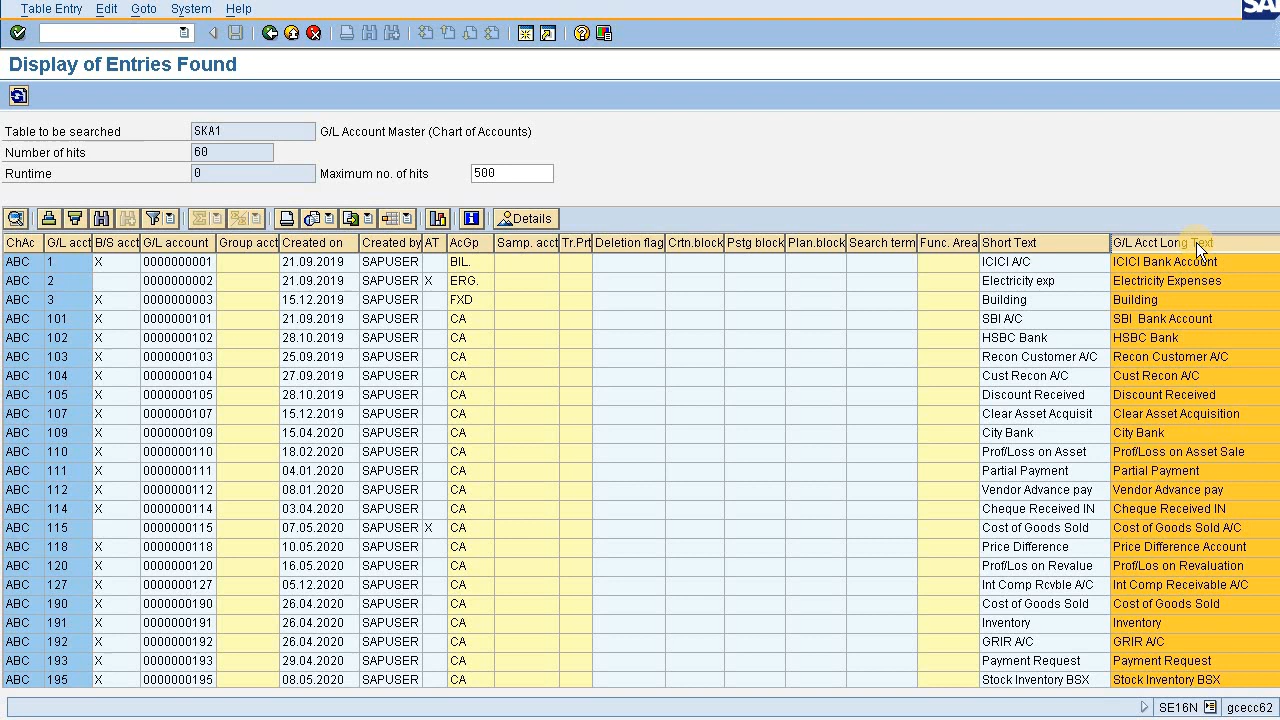 Table Entry Edit Goto System Help
SA
Display of Entries Found
Table to be searched SKA1 G/L Account Master (Chart of Accounts)
Number of hits 60
Runtime 0 Maximum no. of hits 500
Details
ChAc G/L acct B/S acct G/L account Group acct Created on Created by AT AcGp Samp. acct Tr.Prt Deletion flag Crtn.block Pstg block Plan.block Search term Func. Area Short Text G/L Acct Long Text
ABC 1 X 0000000001 21.09.2019 SAPUSER BIL. ICICI A/C ICICI Bank Account
ABC 2 0000000002 21.09.2019 SAPUSER X ERG. Electricity exp Electricity Expenses
ABC 3 X 0000000003 15.12.2019 SAPUSER FXD Building Building
ABC 101 X 0000000101 21.09.2019 SAPUSER CA SBI A/C SBI Bank Account
ABC 102 X 0000000102 28.10.2019 SAPUSER CA HSBC Bank HSBC Bank
ABC 103 X 0000000103 25.09.2019 SAPUSER CA Recon Customer A/C Recon Customer A/C
ABC 104 X 0000000104 27.09.2019 SAPUSER CA Cust Recon A/C Cust Recon A/C
ABC 105 X 0000000105 28.10.2019 SAPUSER CA Discount Received Discount Received
ABC 107 X 0000000107 15.12.2019 SAPUSER CA Clear Asset Acquisit Clear Asset Acquisition
ABC 109 X 0000000109 15.04.2020 SAPUSER CA City Bank City Bank
ABC 110 X 0000000110 18.02.2020 SAPUSER CA Prof/Loss on Asset Prof/Loss on Asset Sale
ABC 111 X 0000000111 04.01.2020 SAPUSER CA Partial Payment Partial Payment
ABC 112 X 0000000112 08.01.2020 SAPUSER CA Vendor Advance pay Vendor Advance pay
ABC 114 X 0000000114 03.04.2020 SAPUSER CA Cheque Received IN Cheque Received IN
ABC 115 0000000115 07.05.2020 SAPUSER X CA Cost of Goods Sold Cost of Goods Sold A/C
ABC 118 X 0000000118 10.05.2020 SAPUSER CA Price Difference Price Difference Account
ABC 120 X 0000000120 16.05.2020 SAPUSER CA Prof/Los on Revalue Prof/Los on Revaluation
ABC 127 X 0000000127 05.12.2020 SAPUSER CA Int Comp Rcvble A/C Int Comp Receivable A/C
ABC 190 X 0000000190 26.04.2020 SAPUSER CA Cost of Goods Sold Cost of Goods Sold
ABC 191 X 0000000191 26.04.2020 SAPUSER CA Inventory Inventory
ABC 192 X 0000000192 26.04.2020 SAPUSER CA GRIR A/C GRIR A/C
ABC 193 X 0000000193 29.04.2020 SAPUSER CA Payment Request Payment Request
ABC 195 X 0000000195 08.05.2020 SAPUSER CA Stock Inventory BSX Stock Inventory BSX
SE16N gcecc62